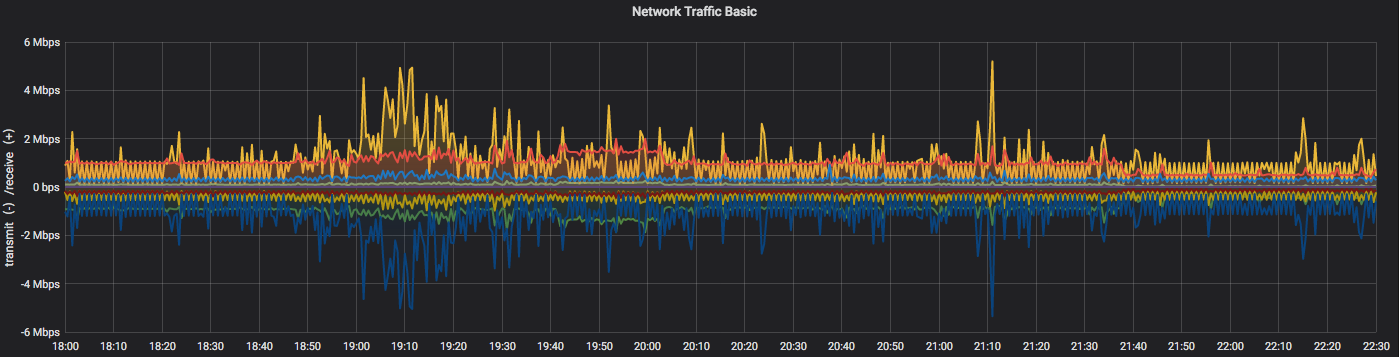 Network Traffic Basic
transmit (-) /receive (+)
6 Mbps
4 Mbps
2 Mbps
0 bps
-2 Mbps
-4 Mbps
-6 Mbps
18:00 18:10 18:20 18:30 18:40 18:50 19:00 19:10 19:20 19:30 19:40 19:50 20:00 20:10 20:20 20:30 20:40 20:50 21:00 21:10 21:20 21:30 21:40 21:50 22:00 22:10 22:20 22:30